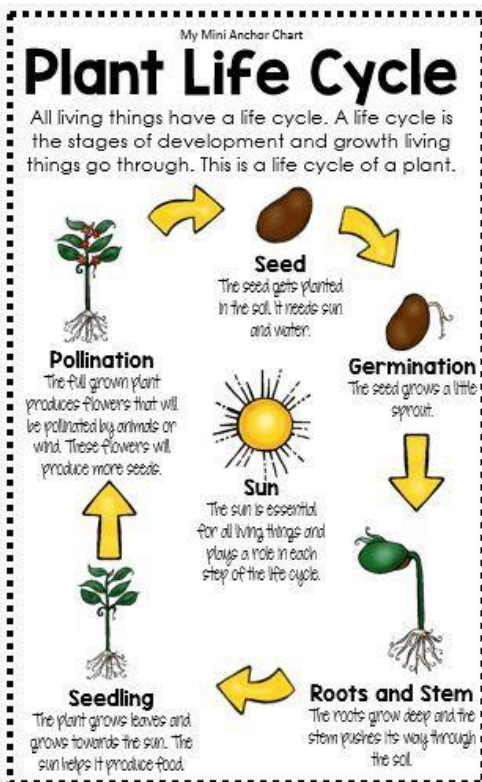 My Mini Anchor Chart
Plant Life Cycle
All living things have a life cycle. A life cycle is
the stages of development and growth living
things go through. This is a life cycle of a plant.
Seed
The seed gets planted
in the soil. It needs sun
and water.
Germination
The seed grows a little
sprout.
Roots and Stem
The roots grow deep and the
stem pushes its way through
the soil.
Seedling
The plant grows leaves and
grows towards the sun. The
sun helps it produce food.
Pollination
The full grown plant
produces flowers that will
be pollinated by animals or
wind. These flowers will
produce more seeds.
Sun
The sun is essential
for all living things and
plays a role in each
step of the life cycle.